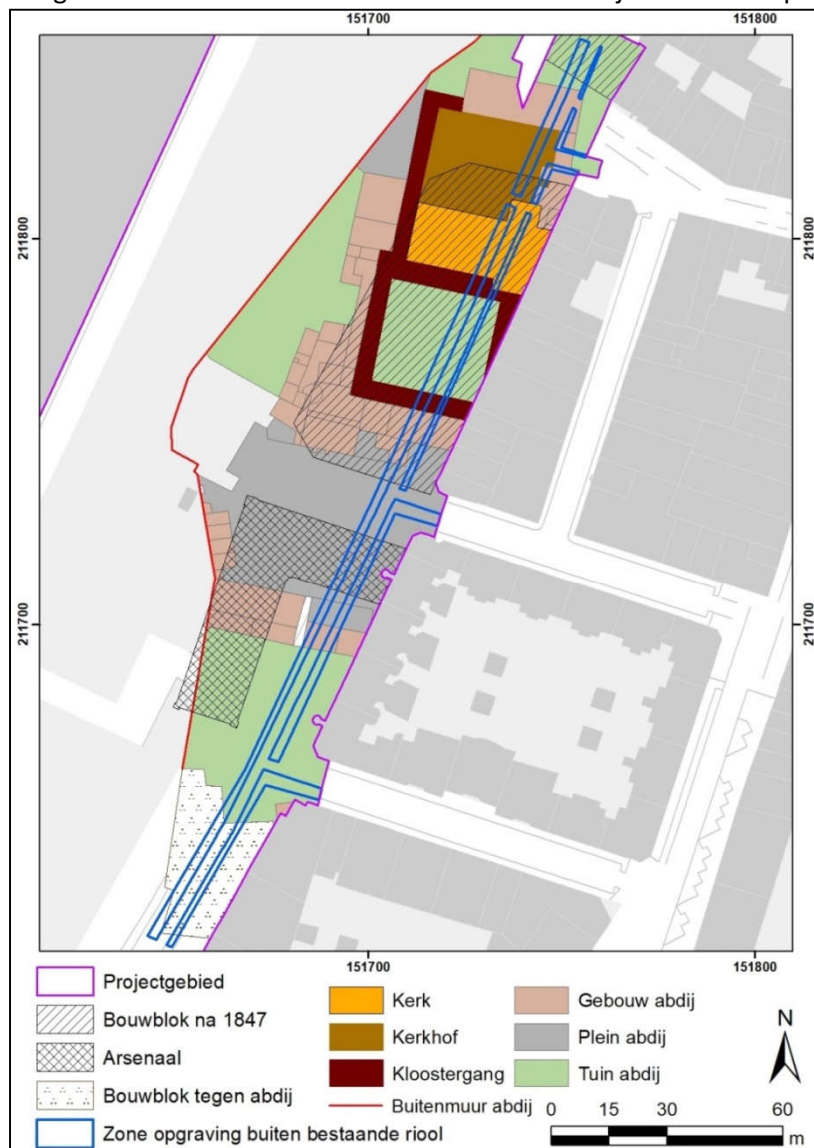 151700 151800
211800 211800
211700 211700
151700 151800
Projectgebied
Bouwblok na 1847
Arsenaal
Bouwblok tegen abdij
Zone opgraving buiten bestaande riool
Kerk
Kerkhof
Kloostergang
Buitenmuur abdij
Gebouw abdij
Plein abdij
Tuin abdij
N
0 15 30 60
m